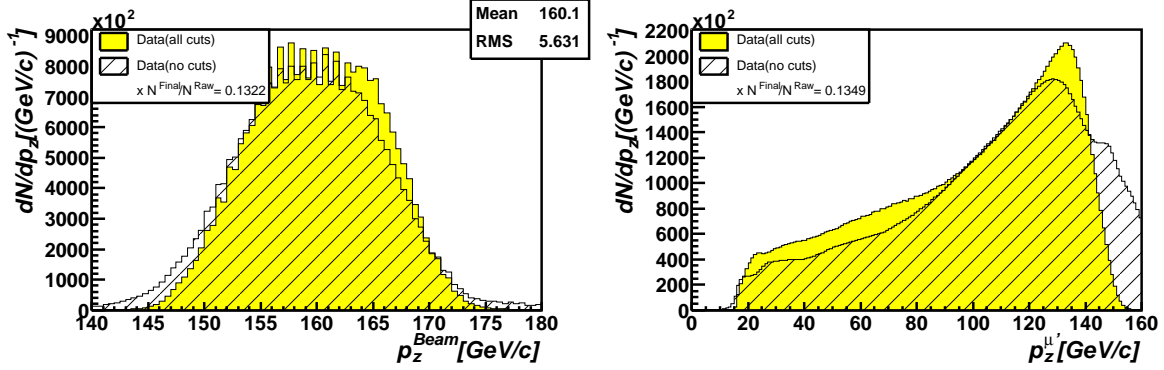 ×10²
Mean 160.1
RMS 5.631
dN/dp_z[(GeV/c)⁻¹]
9000
8000
7000
6000
5000
4000
3000
2000
1000
0
Data(all cuts)
Data(no cuts)
x N^Final/N^Raw= 0.1322
140 145 150 155 160 165 170 175 180
p_z^Beam[GeV/c]
×10²
dN/dp_z[(GeV/c)⁻¹]
2200
2000
1800
1600
1400
1200
1000
800
600
400
200
0
Data(all cuts)
Data(no cuts)
x N^Final/N^Raw= 0.1349
0 20 40 60 80 100 120 140 160
p_z^μ'[GeV/c]